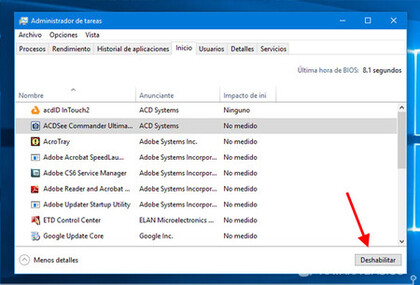 Administrador de tareas
Archivo Opciones Vista
Procesos Rendimiento Historial de aplicaciones Inicio Usuarios Detalles Servicios
Última hora de BIOS: 8.1 segundos
Nombre Anunciante Impacto de ini
acdID InTouch2 ACD Systems Ninguno
ACDSee Commander Ultima... ACD Systems No medido
AcroTray Adobe Systems Inc. No medido
Adobe Acrobat SpeedLau... Adobe Systems Incorpor... No medido
Adobe CS6 Service Manager Adobe Systems Incorpor... No medido
Adobe Reader and Acrobat ... Adobe Systems Incorpor... No medido
Adobe Updater Startup Utility Adobe Systems Incorpor... No medido
ETD Control Center ELAN Microelectronics ... No medido
Google Update Core Google Inc. No medido
Menos detalles Deshabilitar